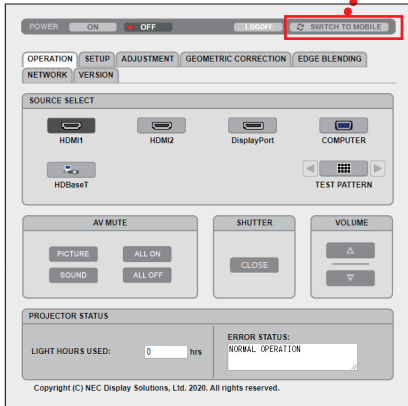 POWER ON OFF LOGOFF SWITCH TO MOBILE
OPERATION SETUP ADJUSTMENT GEOMETRIC CORRECTION EDGE BLENDING
NETWORK VERSION
SOURCE SELECT
HDMI1 HDMI2 DisplayPort COMPUTER
HDBaseT TEST PATTERN
AV MUTE SHUTTER VOLUME
PICTURE ALL ON
CLOSE
SOUND ALL OFF
PROJECTOR STATUS
ERROR STATUS:
LIGHT HOURS USED: 0 hrs NORMAL OPERATION
Copyright (C) NEC Display Solutions, Ltd. 2020. All rights reserved.